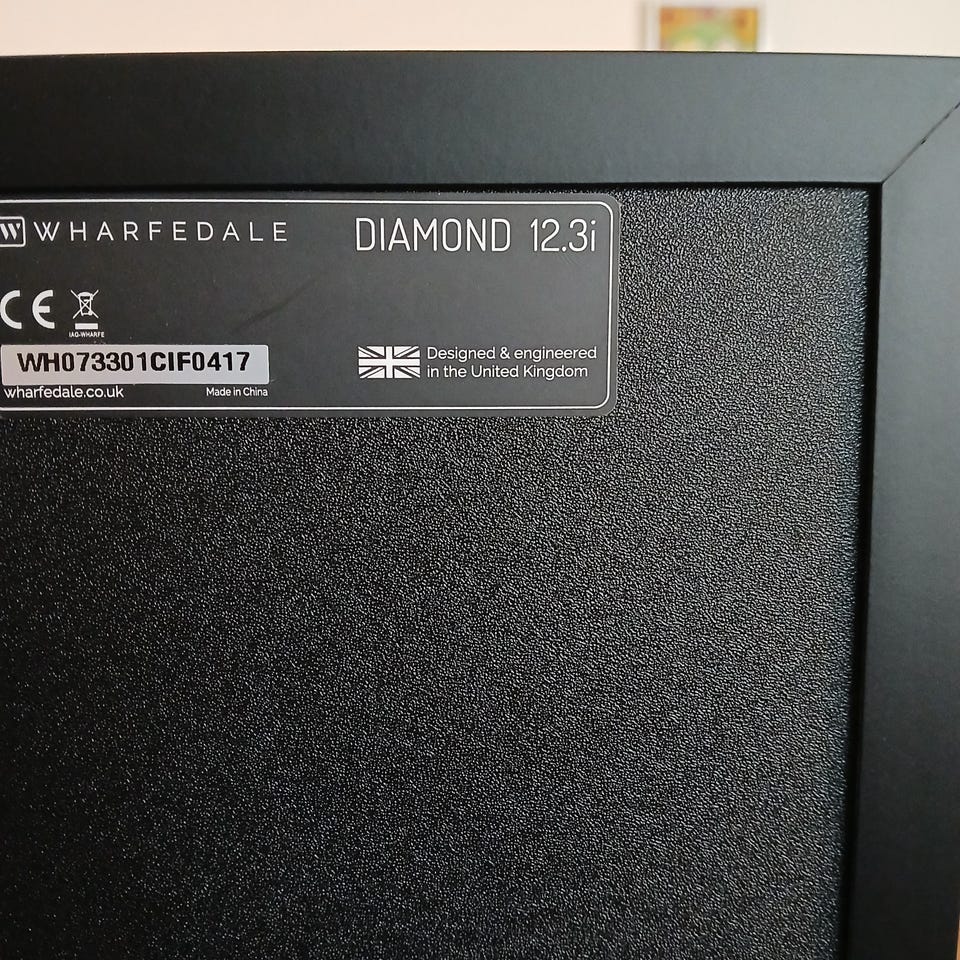 W WHARFEDALE DIAMOND 12.3i
CE
IAG-WHARFE
WH073301CIF0417
Designed & engineered
in the United Kingdom
wharfedale.co.uk Made in China